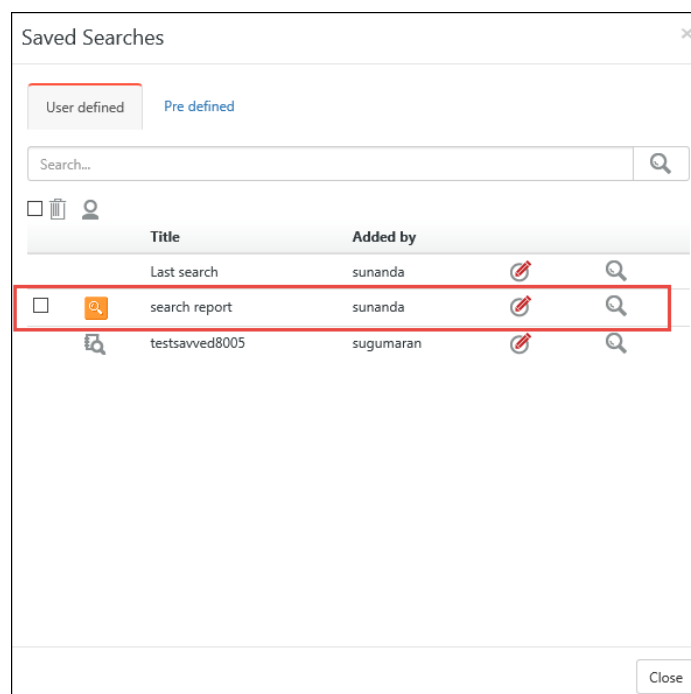 Saved Searches
User defined Pre defined
Search...
Title Added by
Last search sunanda
search report sunanda
testsavved8005 sugumaran
Close